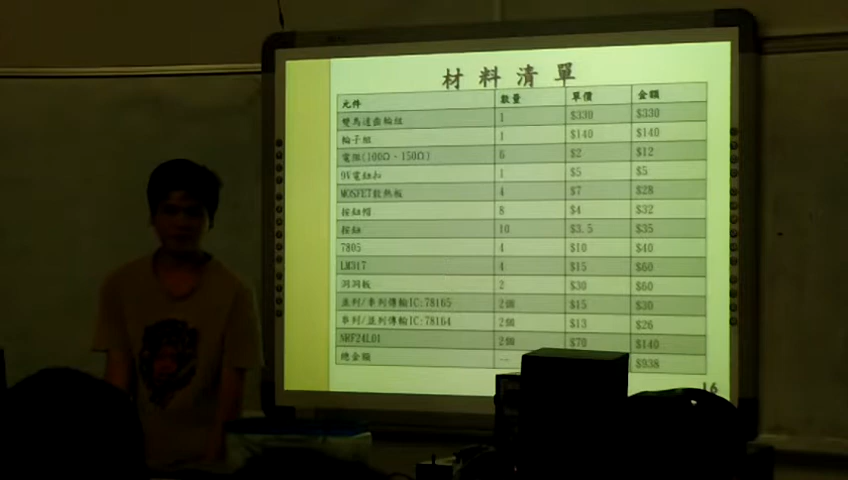 材料清單
元件 數量 單價 金額
雙馬達齒輪組 1 $330 $330
輪子組 1 $140 $140
電阻(100Ω、150Ω) 6 $2 $12
9V電鈕扣 1 $5 $5
MOSFET散熱板 4 $7 $28
按鈕帽 8 $4 $32
按鈕 10 $3.5 $35
7805 4 $10 $40
LM317 4 $15 $60
洞洞板 2 $30 $60
並列/串列傳輸IC:78165 2個 $15 $30
串列/並列傳輸IC:78164 2個 $13 $26
NRF24L01 2個 $70 $140
總金額 --- $938
16